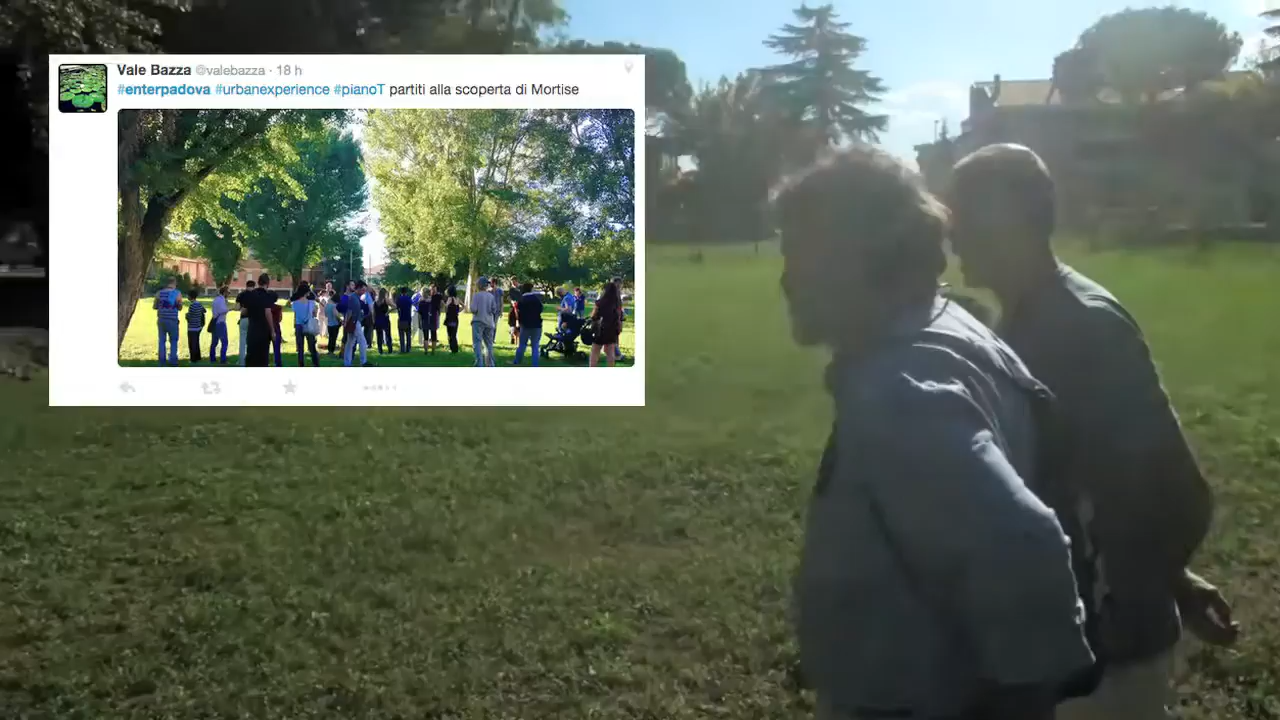 Vale Bazza @valebazza · 18 h
#enterpadova #urbanexperience #pianoT partiti alla scoperta di Mortise